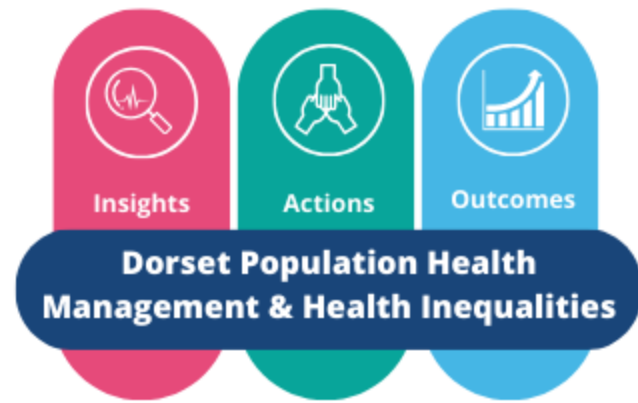 Insights
Actions
Outcomes
Dorset Population Health
Management & Health Inequalities